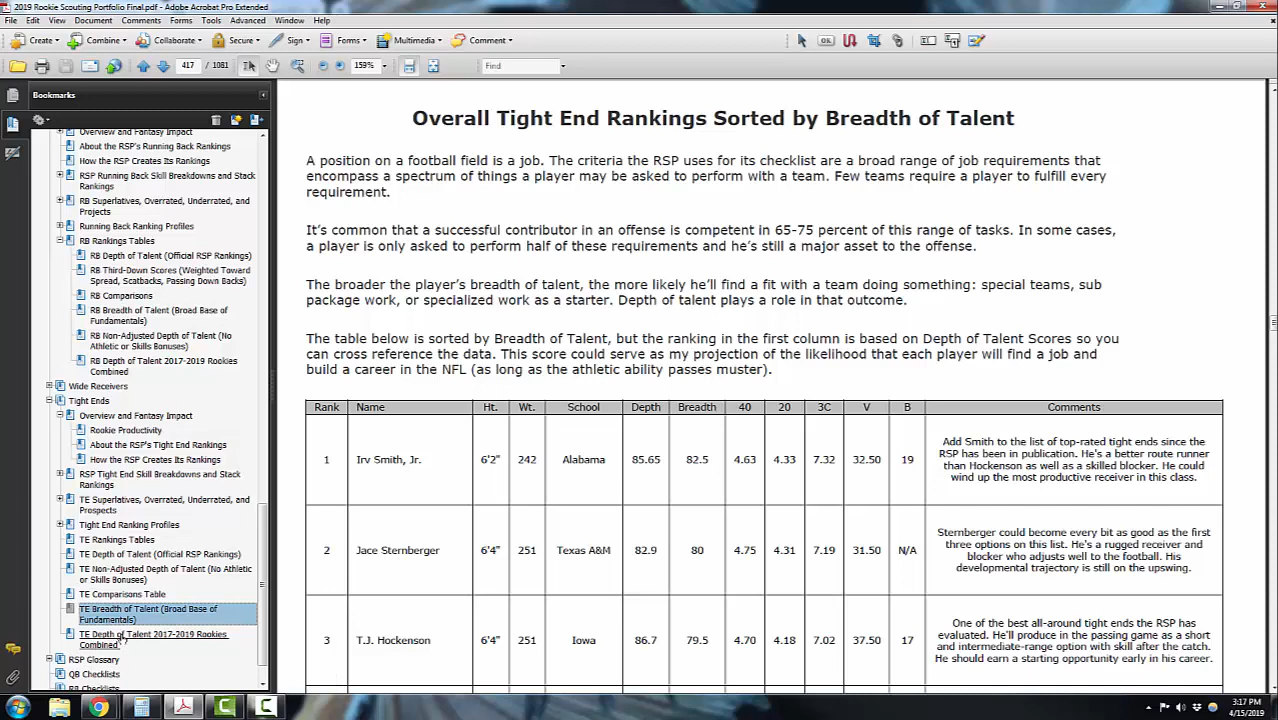 2019 Rookie Scouting Portfolio Final.pdf - Adobe Acrobat Pro Extended
File Edit View Document Comments Forms Tools Advanced Window Help
Create Combine Collaborate Secure Sign Forms Multimedia Comment
417 / 1081 159% Find
Bookmarks
Overview and Fantasy Impact
About the RSP's Running Back Rankings
How the RSP Creates Its Rankings
RSP Running Back Skill Breakdowns and Stack
Rankings
RB Superlatives, Overrated, Underrated, and
Projects
Running Back Ranking Profiles
RB Rankings Tables
RB Depth of Talent (Official RSP Rankings)
RB Third-Down Scores (Weighted Toward
Spread, Scatbacks, Passing Down Backs)
RB Comparisons
RB Breadth of Talent (Broad Base of
Fundamentals)
RB Non-Adjusted Depth of Talent (No
Athletic or Skills Bonuses)
RB Depth of Talent 2017-2019 Rookies
Combined
Wide Receivers
Tight Ends
Overview and Fantasy Impact
Rookie Productivity
About the RSP's Tight End Rankings
How the RSP Creates Its Rankings
RSP Tight End Skill Breakdowns and Stack
Rankings
TE Superlatives, Overrated, Underrated, and
Prospects
Tight End Ranking Profiles
TE Rankings Tables
TE Depth of Talent (Official RSP Rankings)
TE Non-Adjusted Depth of Talent (No Athletic
or Skills Bonuses)
TE Comparisons Table
TE Breadth of Talent (Broad Base of
Fundamentals)
TE Depth of Talent 2017-2019 Rookies
Combined
RSP Glossary
QB Checklists
RB Checklists
Overall Tight End Rankings Sorted by Breadth of Talent
A position on a football field is a job. The criteria the RSP uses for its checklist are a broad range of job requirements that
encompass a spectrum of things a player may be asked to perform with a team. Few teams require a player to fulfill every
requirement.
It's common that a successful contributor in an offense is competent in 65-75 percent of this range of tasks. In some cases,
a player is only asked to perform half of these requirements and he's still a major asset to the offense.
The broader the player's breadth of talent, the more likely he'll find a fit with a team doing something: special teams, sub
package work, or specialized work as a starter. Depth of talent plays a role in that outcome.
The table below is sorted by Breadth of Talent, but the ranking in the first column is based on Depth of Talent Scores so you
can cross reference the data. This score could serve as my projection of the likelihood that each player will find a job and
build a career in the NFL (as long as the athletic ability passes muster).
Rank Name Ht. Wt. School Depth Breadth 40 20 3C V B Comments
1 Irv Smith, Jr. 6'2" 242 Alabama 85.65 82.5 4.63 4.33 7.32 32.50 19
Add Smith to the list of top-rated tight ends since the
RSP has been in publication. He's a better route runner
than Hockenson as well as a skilled blocker. He could
wind up the most productive receiver in this class.
2 Jace Sternberger 6'4" 251 Texas A&M 82.9 80 4.75 4.31 7.19 31.50 N/A
Sternberger could become every bit as good as the first
three options on this list. He's a rugged receiver and
blocker who adjusts well to the football. His
developmental trajectory is still on the upswing.
3 T.J. Hockenson 6'4" 251 Iowa 86.7 79.5 4.70 4.18 7.02 37.50 17
One of the best all-around tight ends the RSP has
evaluated. He'll produce in the passing game as a short
and intermediate-range option with skill after the catch.
He should earn a starting opportunity early in his career.
3:17 PM
4/15/2019